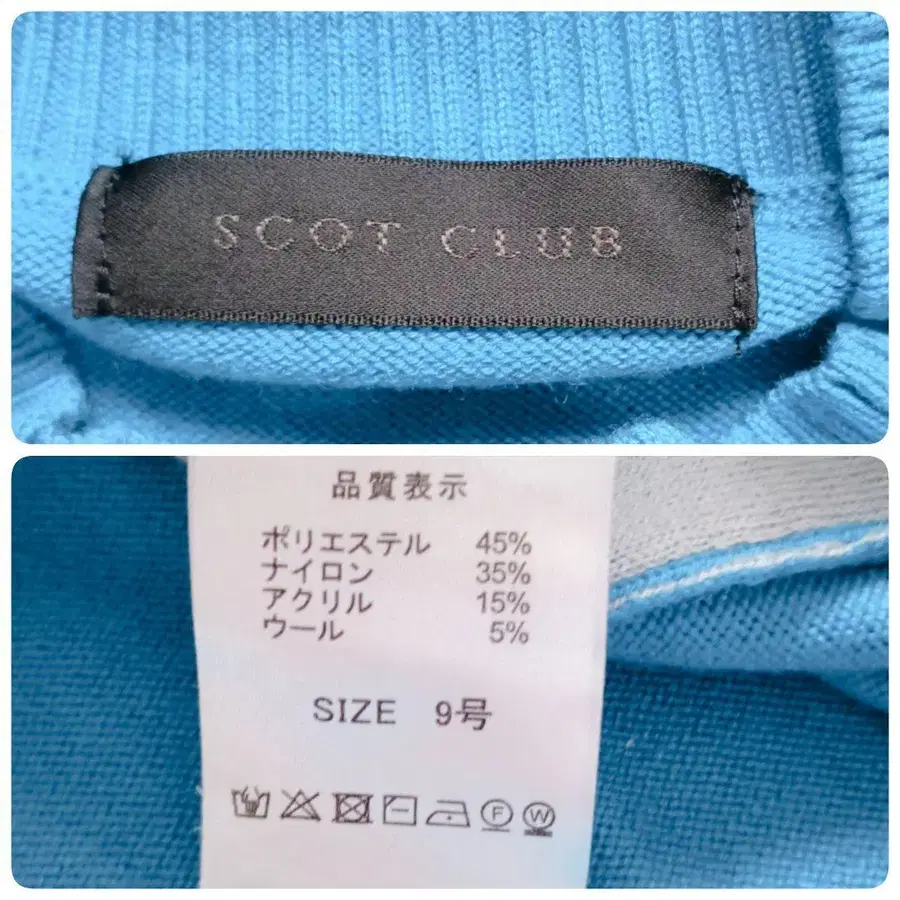 SCOT CLUB
品質表示
ポリエステル 45%
ナイロン 35%
アクリル 15%
ウール 5%
SIZE 9号
F W